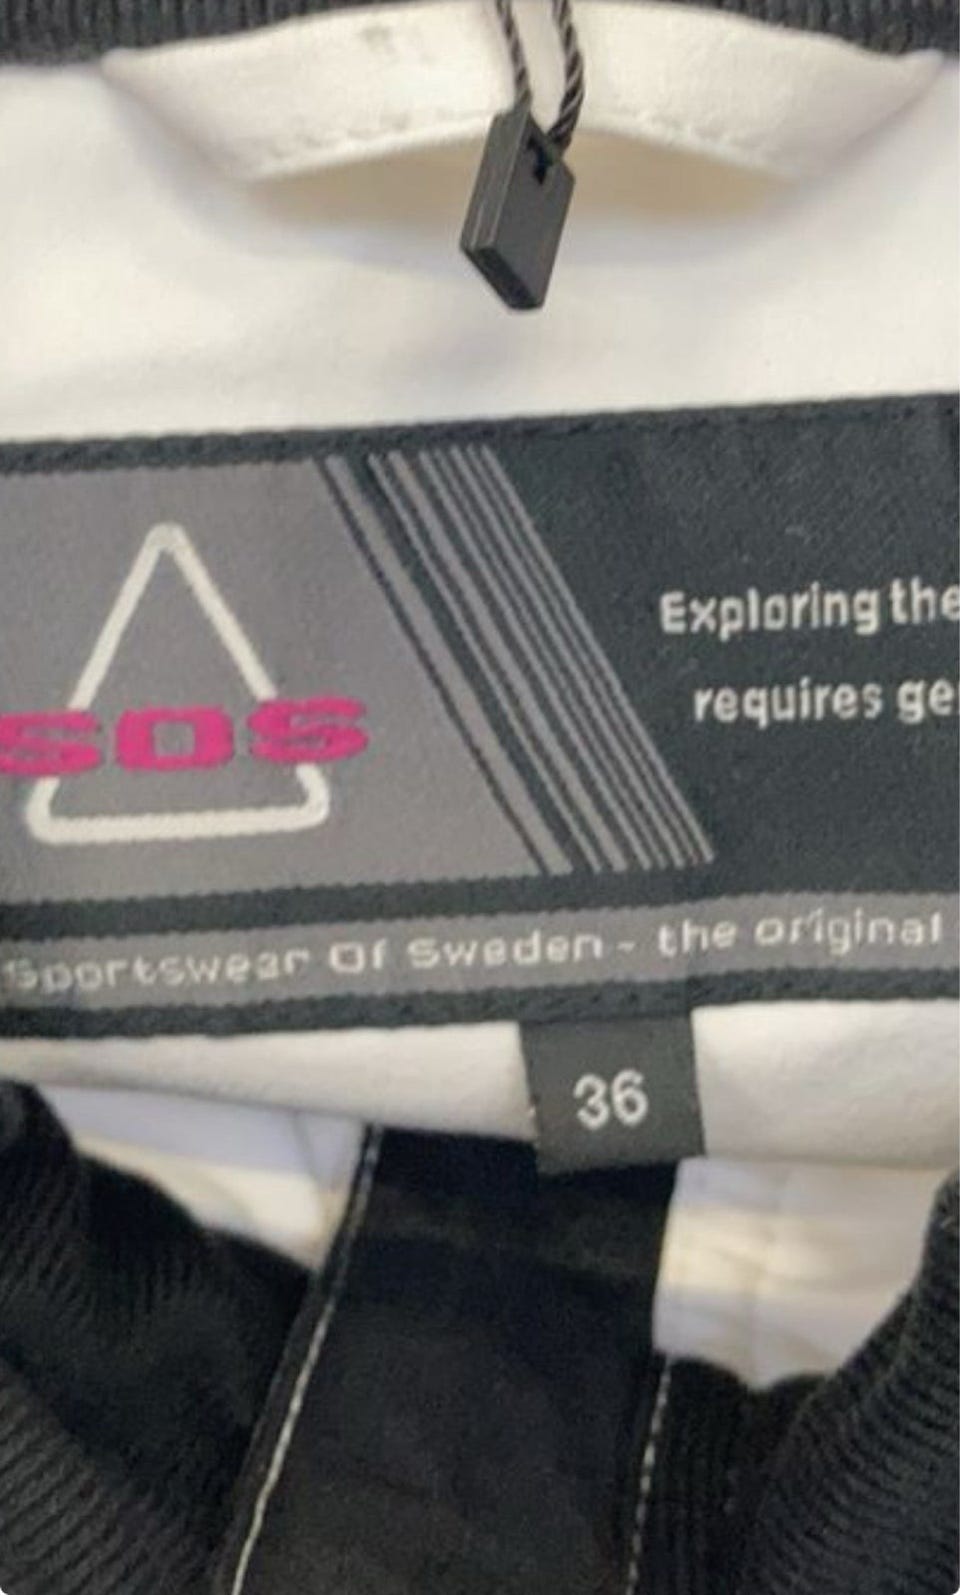 SOS
Exploring the
requires ge
Sportswear Of Sweden - the original
36